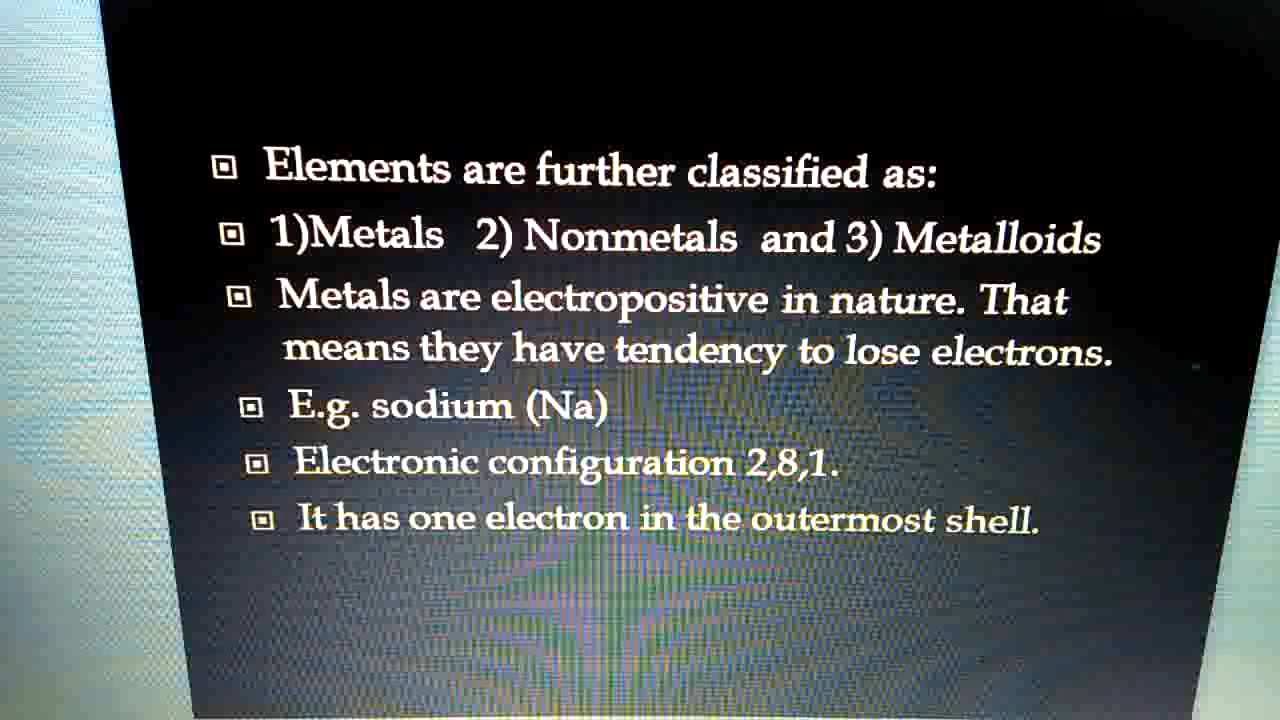 Elements are further classified as:
1)Metals 2) Nonmetals and 3) Metalloids
Metals are electropositive in nature. That
means they have tendency to lose electrons.
E.g. sodium (Na)
Electronic configuration 2,8,1.
It has one electron in the outermost shell.